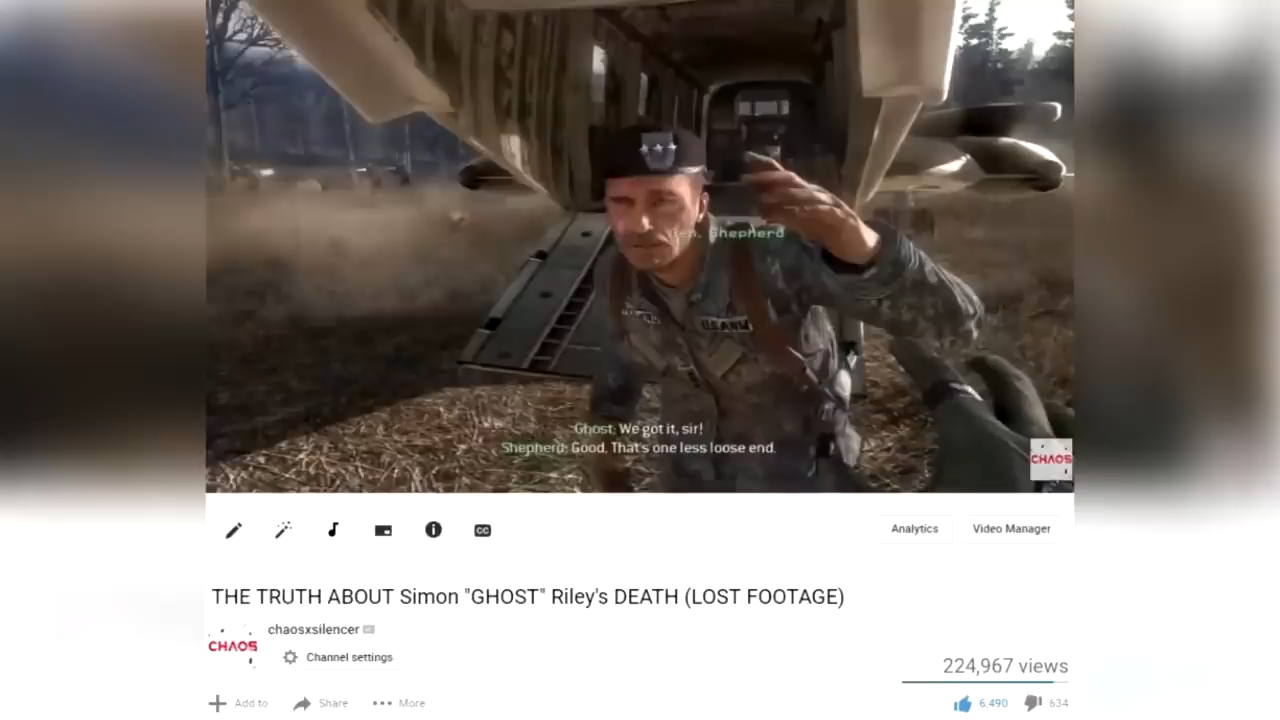 Shepherd
U.S. ARMY
Ghost: We got it, sir!
Shepherd: Good. That's one less loose end.
CHAOS
CC
Analytics
Video Manager
THE TRUTH ABOUT Simon "GHOST" Riley's DEATH (LOST FOOTAGE)
CHAOS
chaosxsilencer
Channel settings
224,967 views
Add to
Share
More
6,490
634